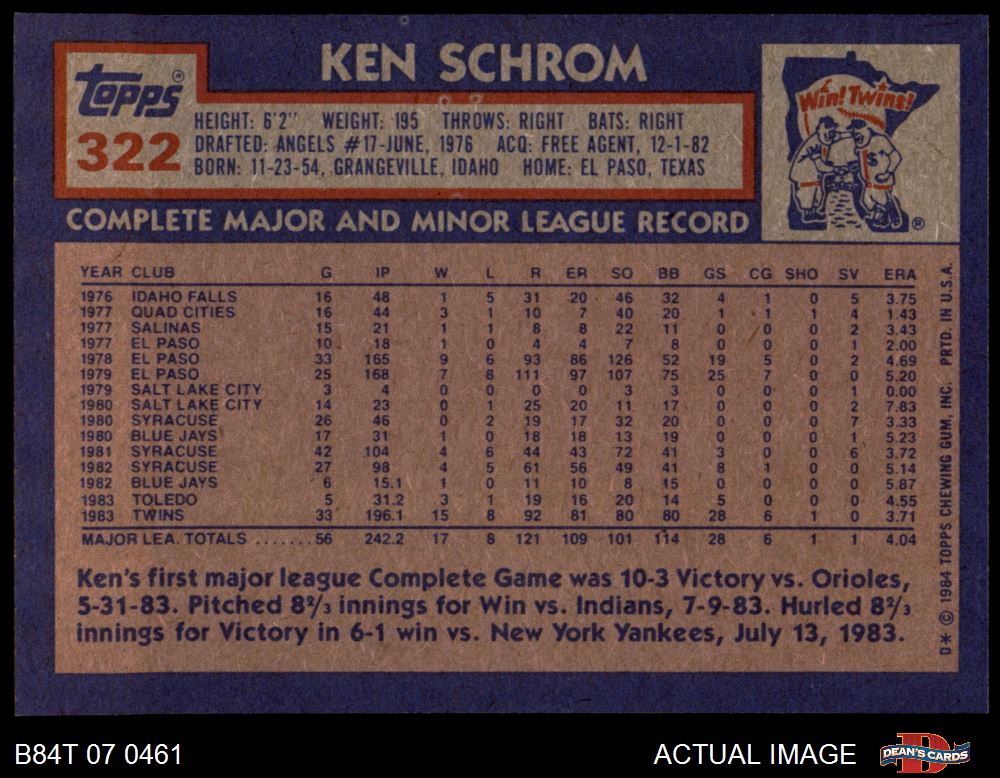 KEN SCHROM
Topps®
322
HEIGHT: 6'2" WEIGHT: 195 THROWS: RIGHT BATS: RIGHT
DRAFTED: ANGELS #17-JUNE, 1976 ACQ: FREE AGENT, 12-1-82
BORN: 11-23-54, GRANGEVILLE, IDAHO HOME: EL PASO, TEXAS
Win! Twins!
®
COMPLETE MAJOR AND MINOR LEAGUE RECORD
YEAR CLUB G IP W L R ER SO BB GS CG SHO SV ERA
1976 IDAHO FALLS 16 48 1 5 31 20 46 32 4 1 0 5 3.75
1977 QUAD CITIES 16 44 3 1 10 7 40 20 1 1 1 4 1.43
1977 SALINAS 15 21 1 1 8 8 22 11 0 0 0 2 3.43
1977 EL PASO 10 18 1 0 4 4 7 8 0 0 0 1 2.00
1978 EL PASO 33 165 9 6 93 86 126 52 19 5 0 2 4.69
1979 EL PASO 25 168 7 8 111 97 107 75 25 7 0 0 5.20
1979 SALT LAKE CITY 3 4 0 0 0 0 3 3 0 0 0 1 0.00
1980 SALT LAKE CITY 14 23 0 1 25 20 11 17 0 0 0 2 7.83
1980 SYRACUSE 26 46 0 2 19 17 32 20 0 0 0 7 3.33
1980 BLUE JAYS 17 31 1 0 18 18 13 19 0 0 0 1 5.23
1981 SYRACUSE 42 104 4 6 44 43 72 41 3 0 0 6 3.72
1982 SYRACUSE 27 98 4 5 61 56 49 41 8 1 0 0 5.14
1982 BLUE JAYS 6 15.1 1 0 11 10 8 15 0 0 0 0 5.87
1983 TOLEDO 5 31.2 3 1 19 16 20 14 5 0 0 0 4.55
1983 TWINS 33 196.1 15 8 92 81 80 80 28 6 1 0 3.71
MAJOR LEA. TOTALS ....... 56 242.2 17 8 121 109 101 114 28 6 1 1 4.04
Ken's first major league Complete Game was 10-3 Victory vs. Orioles,
5-31-83. Pitched 8⅔ innings for Win vs. Indians, 7-9-83. Hurled 8⅔
innings for Victory in 6-1 win vs. New York Yankees, July 13, 1983.
D* © 1984 TOPPS CHEWING GUM, INC. PRTD. IN U.S.A.
B84T 07 0461 ACTUAL IMAGE
DEAN'S CARDS